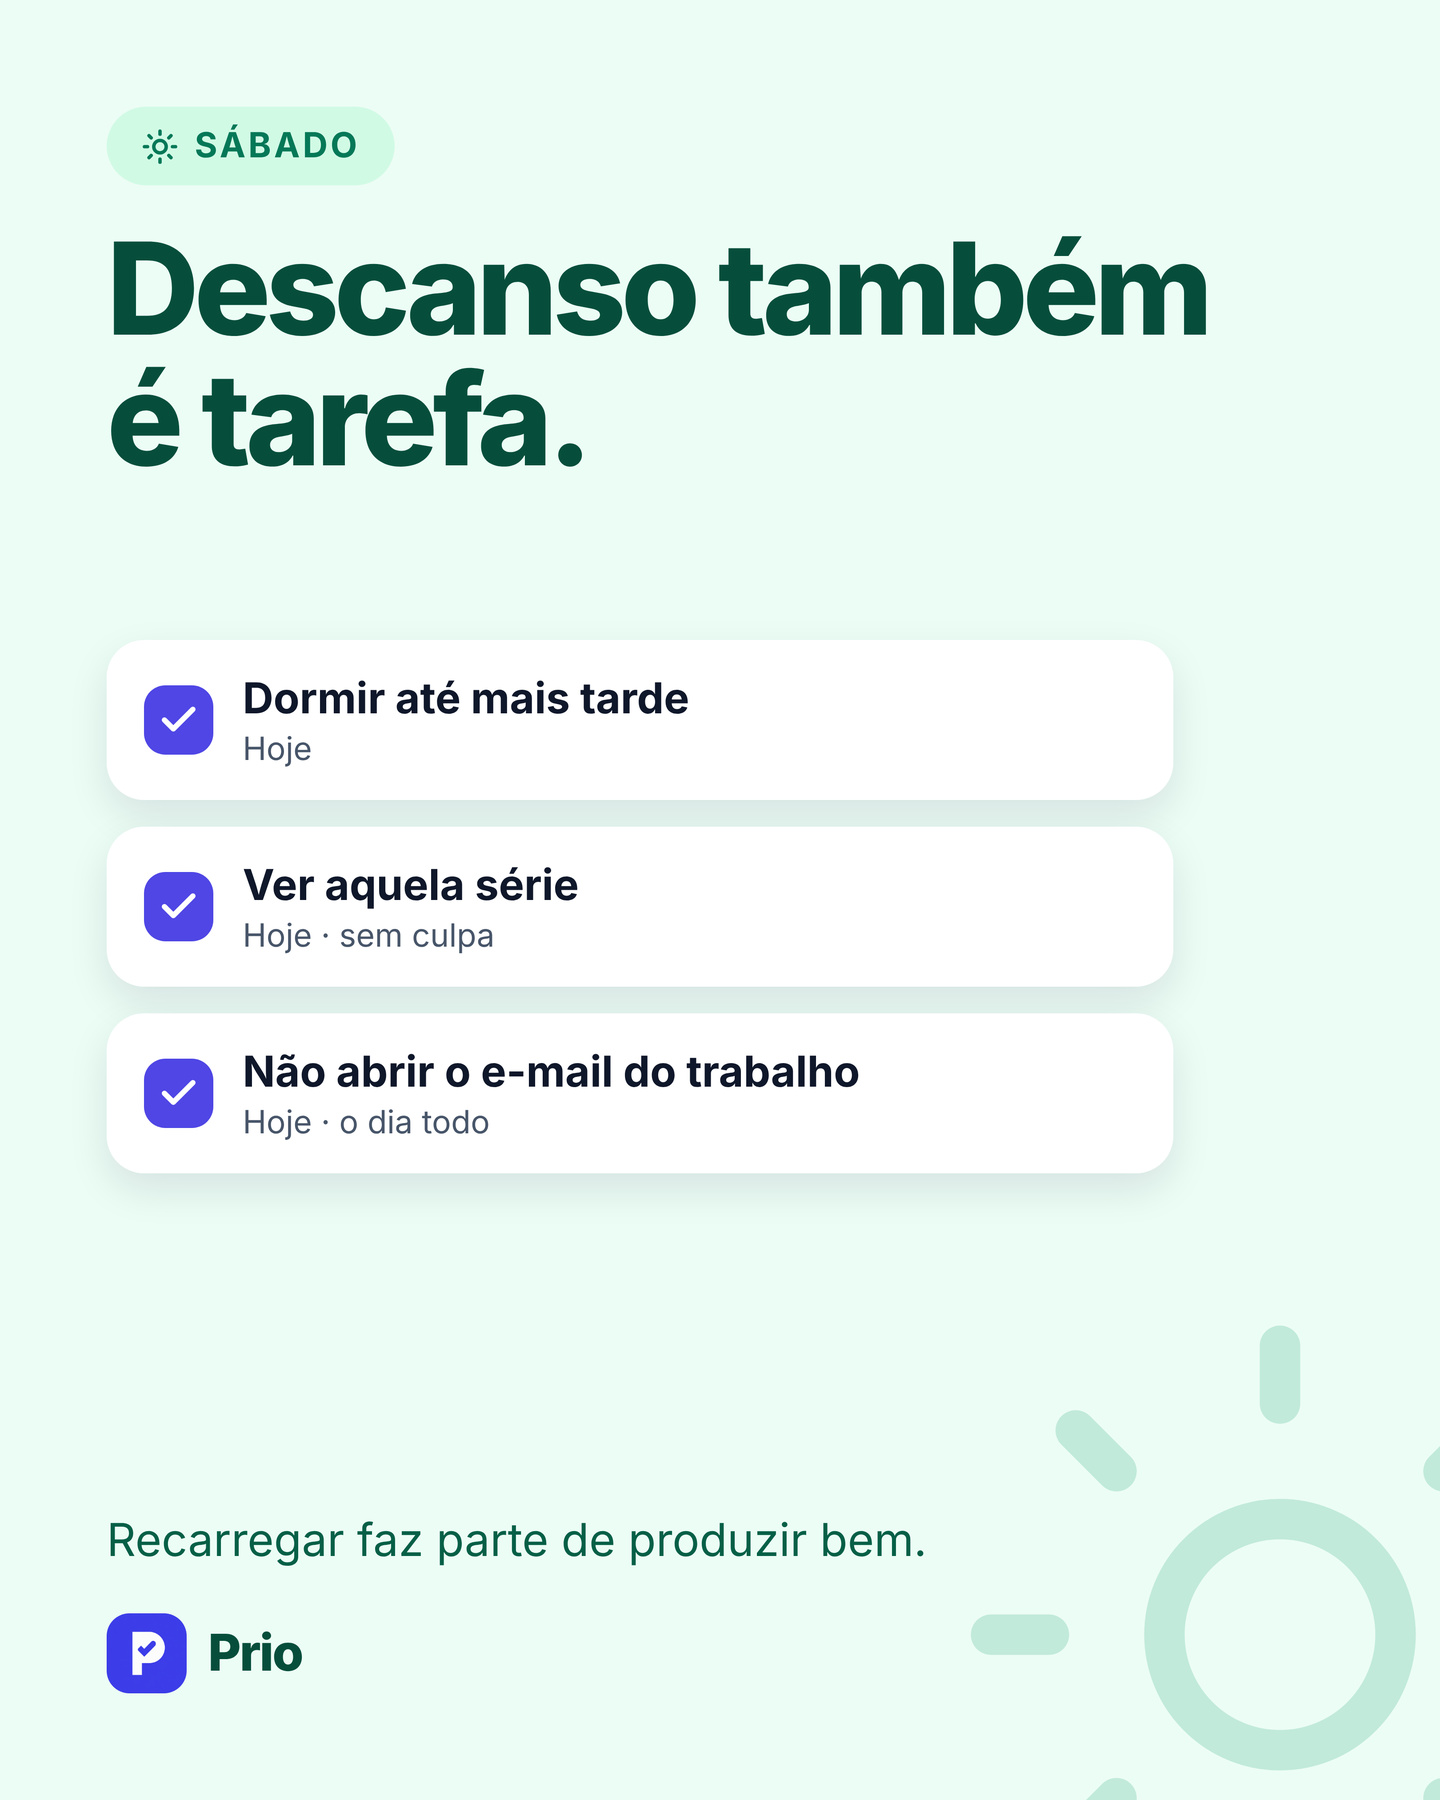 SÁBADO
Descanso também
é tarefa.
Dormir até mais tarde
Hoje
Ver aquela série
Hoje · sem culpa
Não abrir o e-mail do trabalho
Hoje · o dia todo
Recarregar faz parte de produzir bem.
Prio